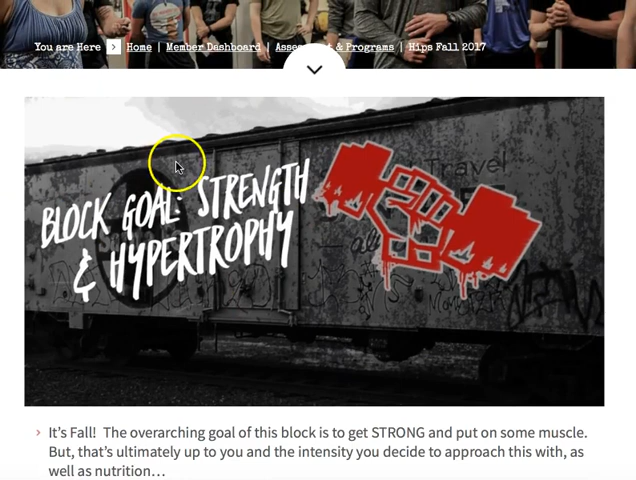 You are Here > Home | Member Dashboard | Assessment & Programs | Hips Fall 2017
Travel
BLOCK GOAL: STRENGTH
& HYPERTROPHY
› It's Fall! The overarching goal of this block is to get STRONG and put on some muscle.
But, that's ultimately up to you and the intensity you decide to approach this with, as
well as nutrition…